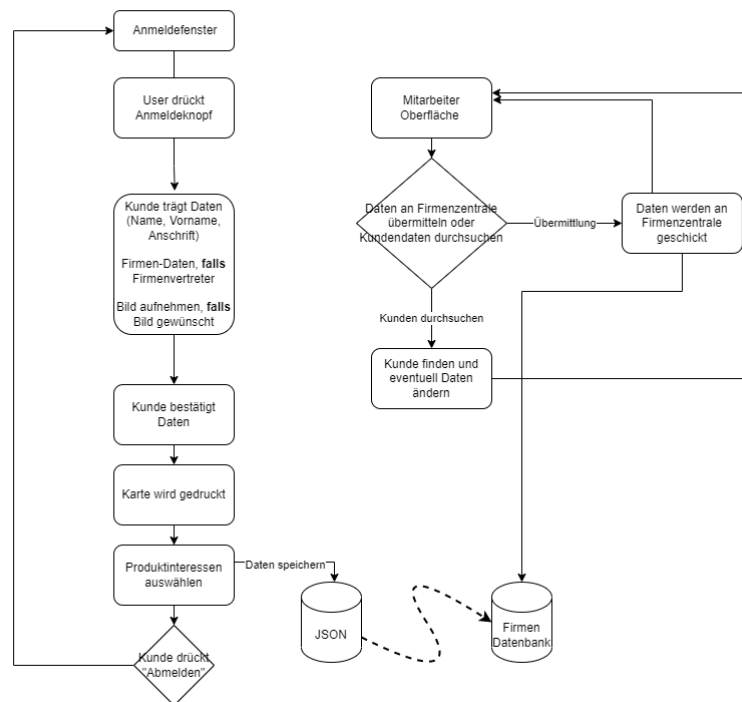 Anmeldefenster
User drückt
Anmeldeknopf
Kunde trägt Daten
(Name, Vorname,
Anschrift)
Firmen-Daten, falls
Firmenvertreter
Bild aufnehmen, falls
Bild gewünscht
Kunde bestätigt
Daten
Karte wird gedruckt
Produktinteressen
auswählen
Daten speichern
Kunde drückt
"Abmelden"
JSON
Mitarbeiter
Oberfläche
Daten an Firmenzentrale
übermitteln oder
Kundendaten durchsuchen
Übermittlung
Daten werden an
Firmenzentrale
geschickt
Kunden durchsuchen
Kunde finden und
eventuell Daten
ändern
Firmen
Datenbank